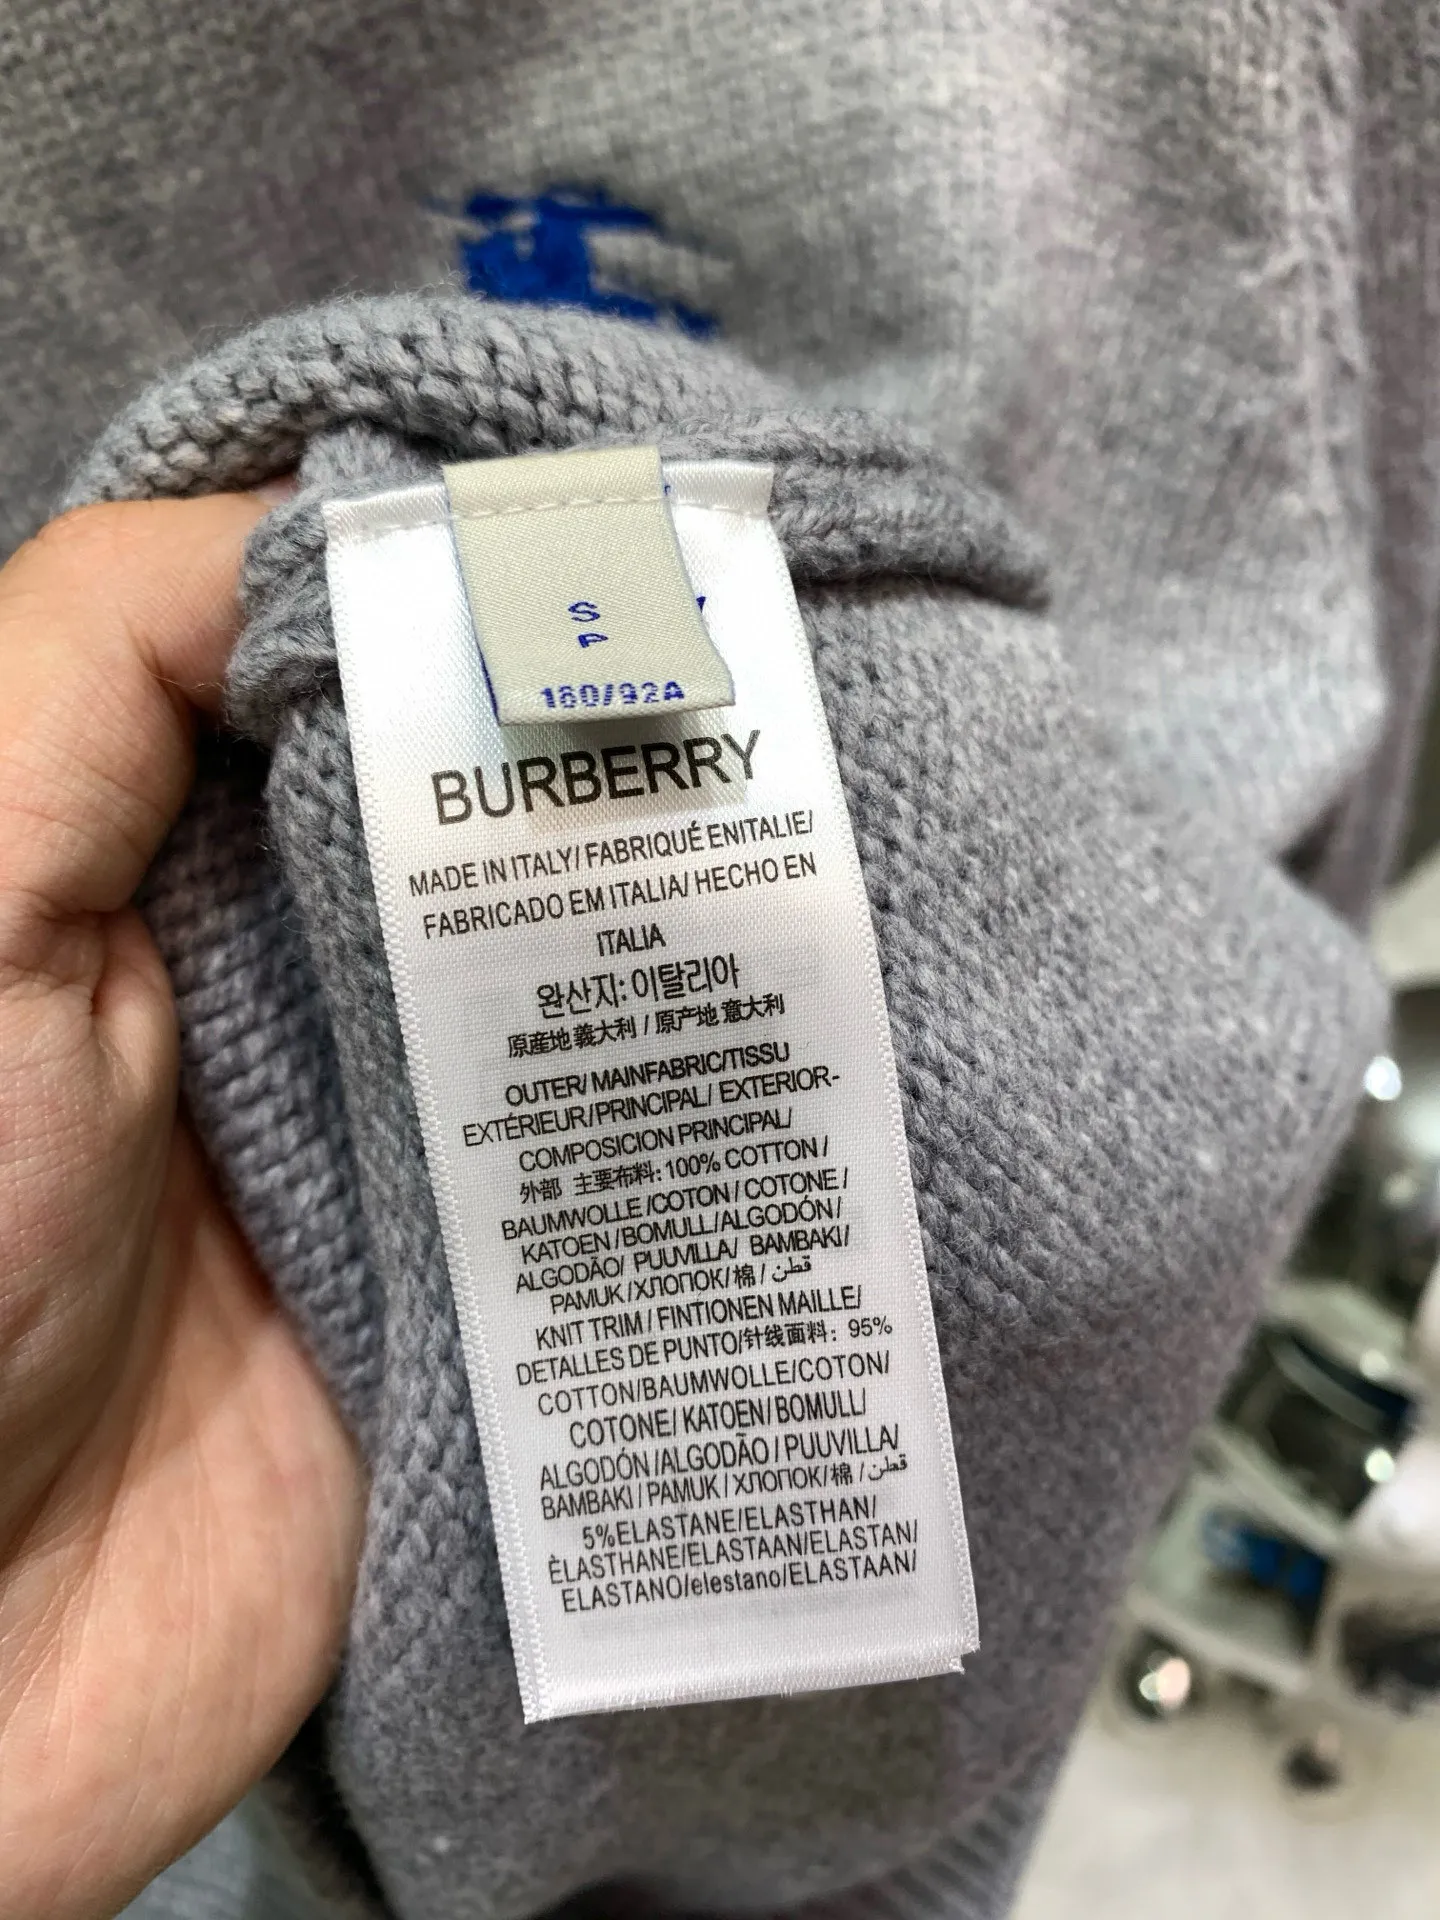 S
P
160/92A
BURBERRY
MADE IN ITALY/ FABRIQUÉ ENITALIE/
FABRICADO EM ITALIA/ HECHO EN
ITALIA
완산지: 이탈리아
原産地 義大利 / 原产地 意大利
OUTER/ MAINFABRIC/TISSU
EXTÉRIEUR/PRINCIPAL/ EXTERIOR-
COMPOSICION PRINCIPAL/
外部 主要布料: 100% COTTON /
BAUMWOLLE /COTON / COTONE /
KATOEN /BOMULL/ALGODÓN/
ALGODÃO/ PUUVILLA/ BAMBAKI/
PAMUK /ХЛОПОК/ 棉 / قطن
KNIT TRIM / FINTIONEN MAILLE/
DETALLES DE PUNTO/针线面料: 95%
COTTON/BAUMWOLLE/COTON/
COTONE/ KATOEN/ BOMULL/
ALGODÓN /ALGODÃO / PUUVILLA/
BAMBAKI / PAMUK / ХЛОПОК/ 棉 / قطن
5%ELASTANE/ELASTHAN/
ÈLASTHANE/ELASTAAN/ELASTAN/
ELASTANO/elestano/ELASTAAN/